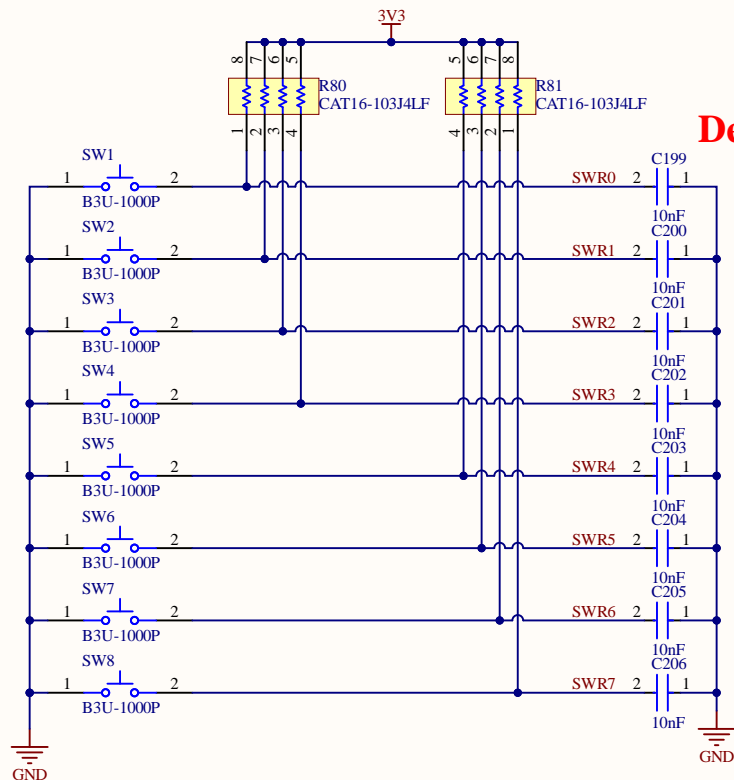 3V3
8 7 6 5
5 6 7 8
R80
CAT16-103J4LF
R81
CAT16-103J4LF
1 2 3 4
4 3 2 1
De
SW1
1 2
B3U-1000P
SWR0 2 1
C199
10nF
SW2
1 2
B3U-1000P
SWR1 2 1
C200
10nF
SW3
1 2
B3U-1000P
SWR2 2 1
C201
10nF
SW4
1 2
B3U-1000P
SWR3 2 1
C202
10nF
SW5
1 2
B3U-1000P
SWR4 2 1
C203
10nF
SW6
1 2
B3U-1000P
SWR5 2 1
C204
10nF
SW7
1 2
B3U-1000P
SWR6 2 1
C205
10nF
SW8
1 2
B3U-1000P
SWR7 2 1
C206
10nF
GND
GND